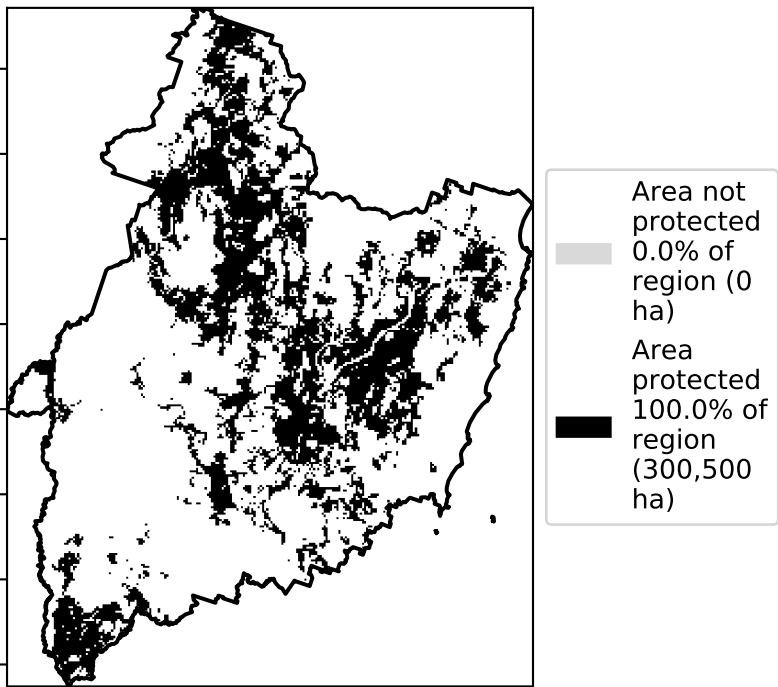 Area not
protected
0.0% of
region (0
ha)
Area
protected
100.0% of
region
(300,500
ha)